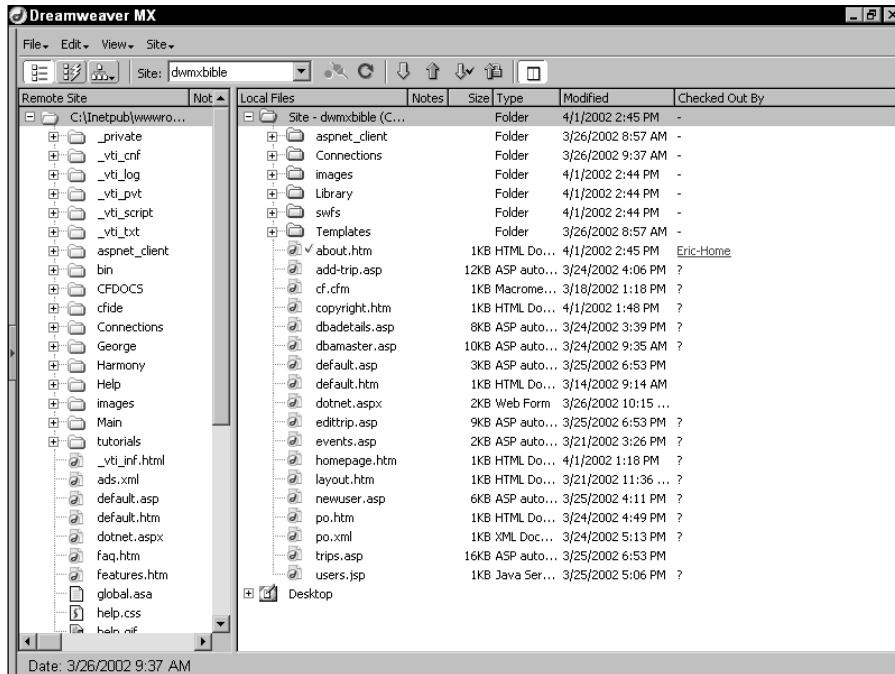 Dreamweaver MX
File Edit View Site
Site: dwmxbible
Remote Site Not
C:\Inetpub\wwwro...
_private
_vti_cnf
_vti_log
_vti_pvt
_vti_script
_vti_txt
aspnet_client
bin
CFDOCS
cfide
Connections
George
Harmony
Help
images
Main
tutorials
_vti_inf.html
ads.xml
default.asp
default.htm
dotnet.aspx
faq.htm
features.htm
global.asa
help.css
help.gif
Local Files Notes Size Type Modified Checked Out By
Site - dwmxbible (C... Folder 4/1/2002 2:45 PM -
aspnet_client Folder 3/26/2002 8:57 AM -
Connections Folder 3/26/2002 9:37 AM -
images Folder 4/1/2002 2:44 PM -
Library Folder 4/1/2002 2:44 PM -
swfs Folder 4/1/2002 2:44 PM -
Templates Folder 3/26/2002 8:57 AM -
about.htm 1KB HTML Do... 4/1/2002 2:45 PM Eric-Home
add-trip.asp 12KB ASP auto... 3/24/2002 4:06 PM ?
cf.cfm 1KB Macrome... 3/18/2002 1:18 PM ?
copyright.htm 1KB HTML Do... 4/1/2002 1:48 PM ?
dbadetails.asp 8KB ASP auto... 3/24/2002 3:39 PM ?
dbamaster.asp 10KB ASP auto... 3/24/2002 9:35 AM ?
default.asp 3KB ASP auto... 3/25/2002 6:53 PM
default.htm 1KB HTML Do... 3/14/2002 9:14 AM
dotnet.aspx 2KB Web Form 3/26/2002 10:15 ...
edittrip.asp 9KB ASP auto... 3/25/2002 6:53 PM ?
events.asp 2KB ASP auto... 3/21/2002 3:26 PM ?
homepage.htm 1KB HTML Do... 4/1/2002 1:18 PM ?
layout.htm 1KB HTML Do... 3/21/2002 11:36 ... ?
newuser.asp 6KB ASP auto... 3/25/2002 4:11 PM ?
po.htm 1KB HTML Do... 3/24/2002 4:49 PM ?
po.xml 1KB XML Doc... 3/24/2002 5:13 PM ?
trips.asp 16KB ASP auto... 3/25/2002 6:53 PM
users.jsp 1KB Java Ser... 3/25/2002 5:06 PM ?
Desktop
Date: 3/26/2002 9:37 AM